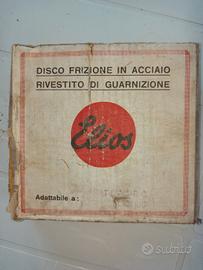 DISCO FRIZIONE IN ACCIAIO
RIVESTITO DI GUARNIZIONE
Elios
Adattabile a:
subito